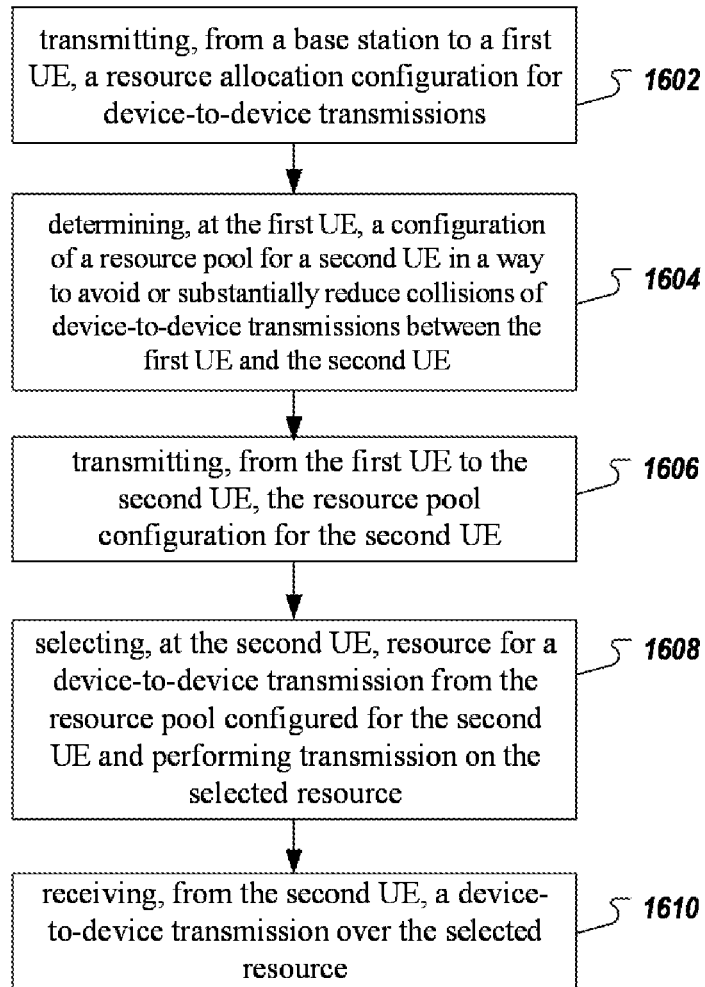 transmitting, from a base station to a first
UE, a resource allocation configuration for
device-to-device transmissions
1602
determining, at the first UE, a configuration
of a resource pool for a second UE in a way
to avoid or substantially reduce collisions of
device-to-device transmissions between the
first UE and the second UE
1604
transmitting, from the first UE to the
second UE, the resource pool
configuration for the second UE
1606
selecting, at the second UE, resource for a
device-to-device transmission from the
resource pool configured for the second
UE and performing transmission on the
selected resource
1608
receiving, from the second UE, a device-
to-device transmission over the selected
resource
1610